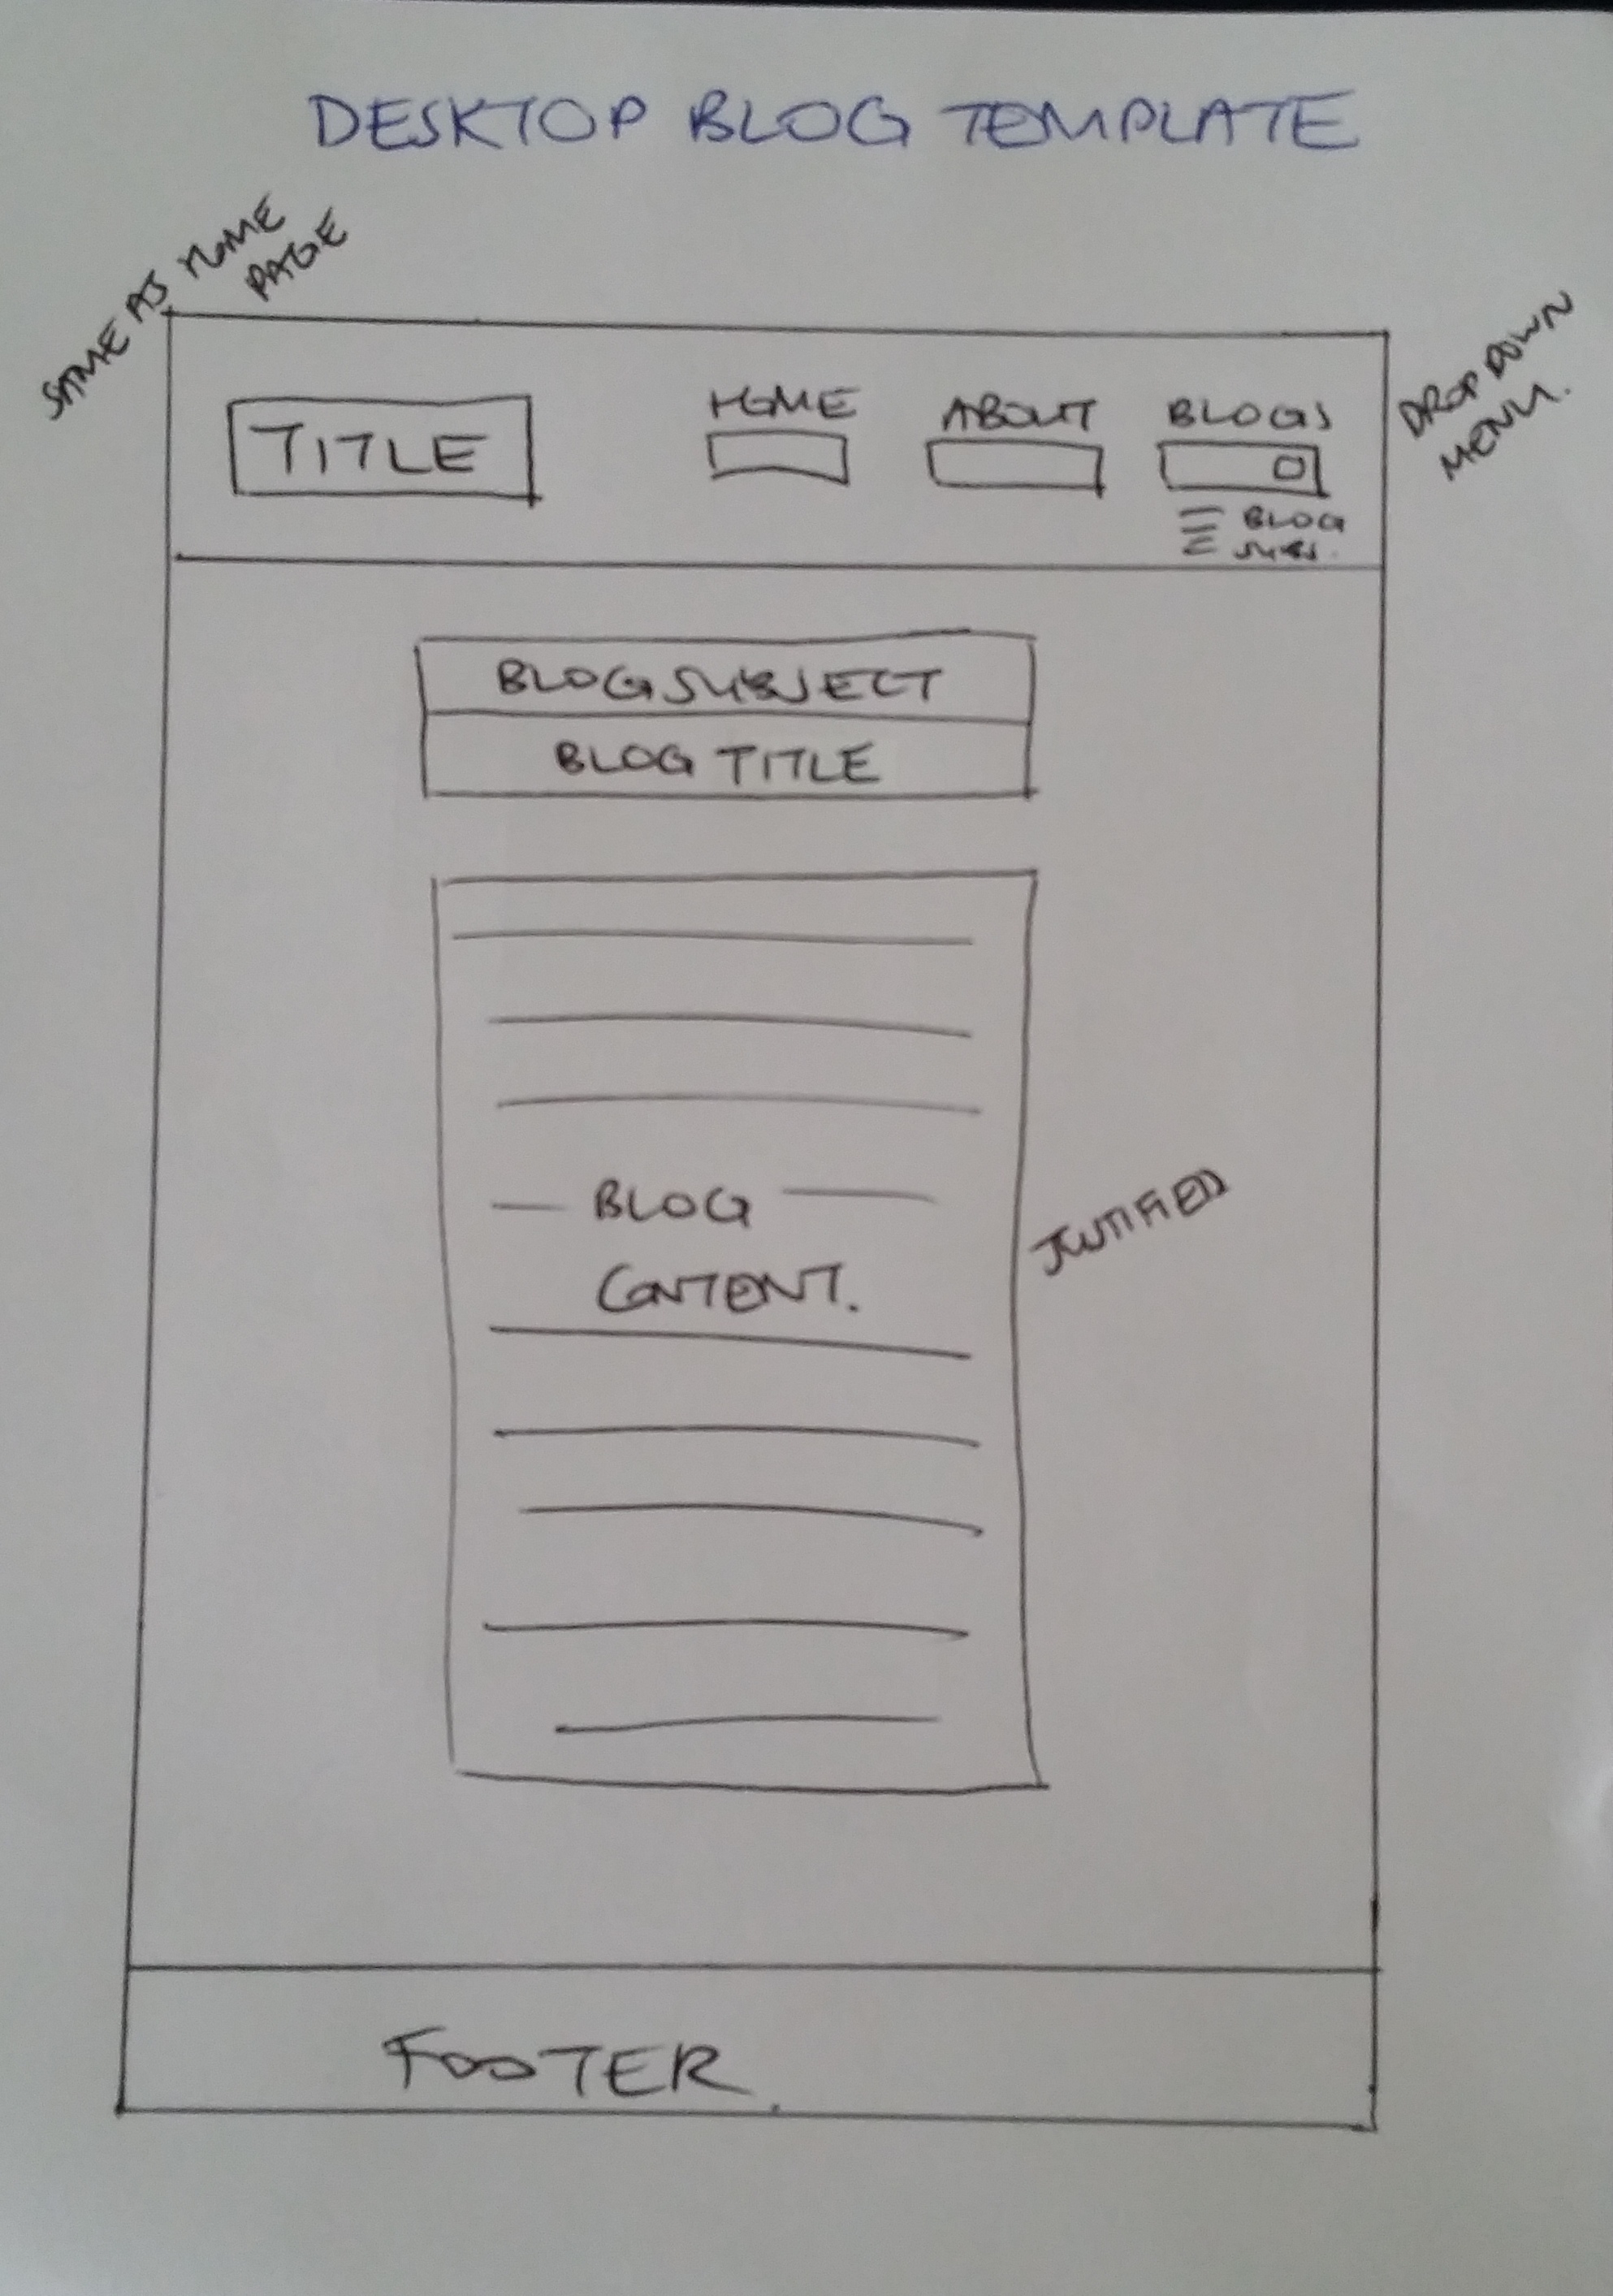 DESKTOP BLOG TEMPLATE
SAME AS HOME
PAGE
DROP DOWN
MENU.
TITLE
HOME
ABOUT
BLOGS
BLOG
SUBS.
BLOG SUBJECT
BLOG TITLE
BLOG
CONTENT.
JUSTIFIED
FOOTER